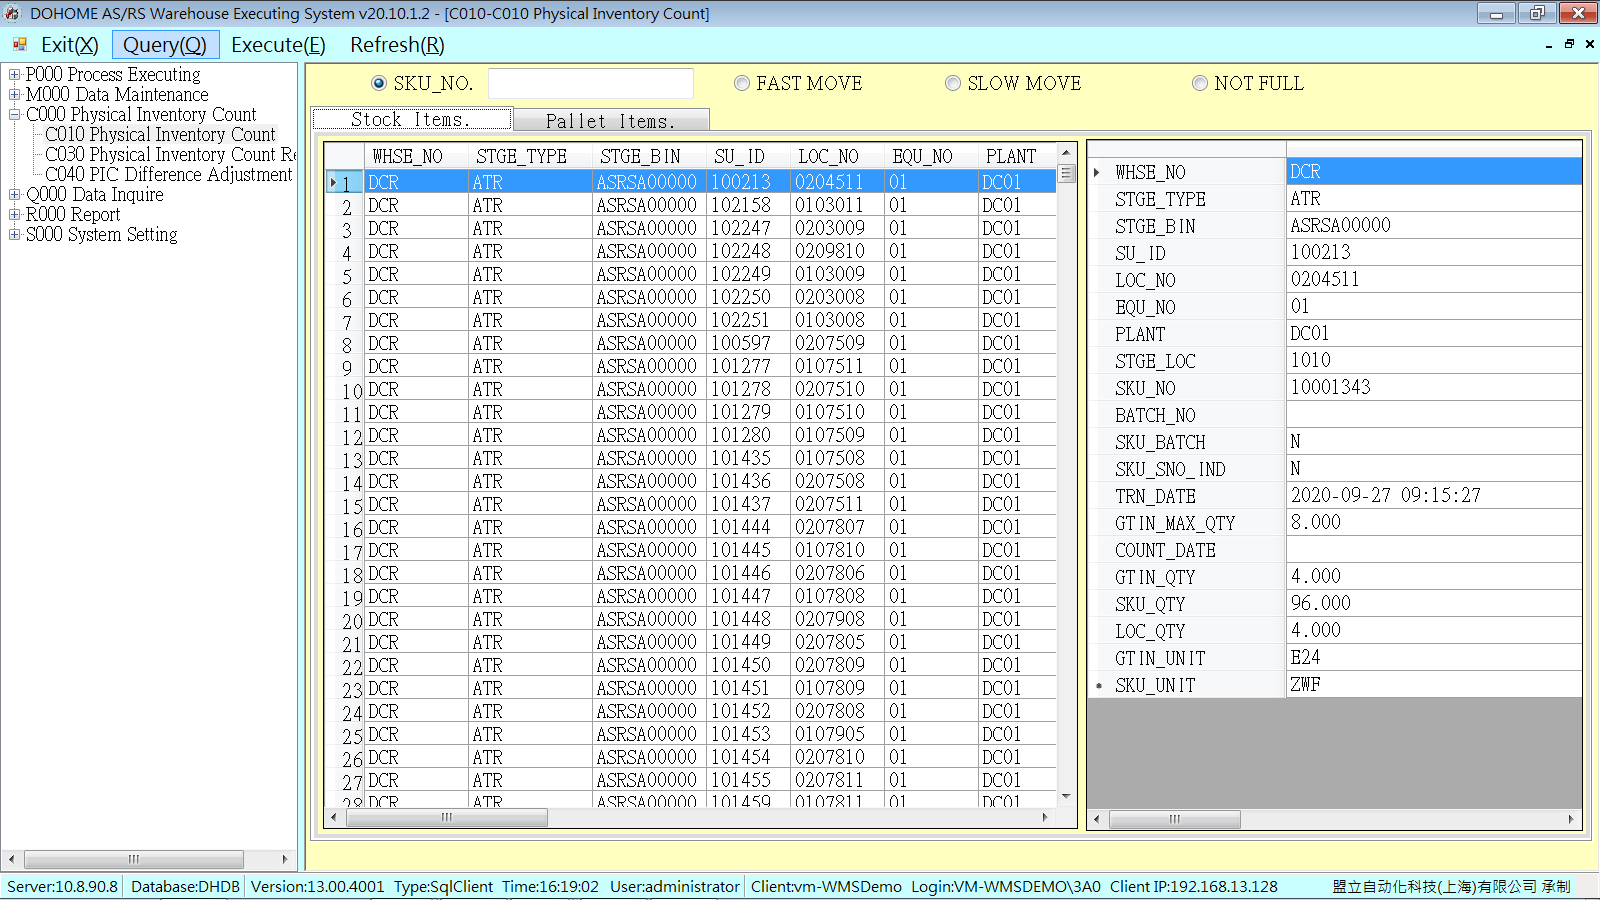 DOHOME AS/RS Warehouse Executing System v20.10.1.2 - [C010-C010 Physical Inventory Count]
Exit(X) Query(Q) Execute(E) Refresh(R)
P000 Process Executing
M000 Data Maintenance
C000 Physical Inventory Count
C010 Physical Inventory Count
C030 Physical Inventory Count Re
C040 PIC Difference Adjustment
Q000 Data Inquire
R000 Report
S000 System Setting
SKU_NO. FAST MOVE SLOW MOVE NOT FULL
Stock Items. Pallet Items.
WHSE_NO STGE_TYPE STGE_BIN SU_ID LOC_NO EQU_NO PLANT
1 DCR ATR ASRSA00000 100213 0204511 01 DC01
2 DCR ATR ASRSA00000 102158 0103011 01 DC01
3 DCR ATR ASRSA00000 102247 0203009 01 DC01
4 DCR ATR ASRSA00000 102248 0209810 01 DC01
5 DCR ATR ASRSA00000 102249 0103009 01 DC01
6 DCR ATR ASRSA00000 102250 0203008 01 DC01
7 DCR ATR ASRSA00000 102251 0103008 01 DC01
8 DCR ATR ASRSA00000 100597 0207509 01 DC01
9 DCR ATR ASRSA00000 101277 0107511 01 DC01
10 DCR ATR ASRSA00000 101278 0207510 01 DC01
11 DCR ATR ASRSA00000 101279 0107510 01 DC01
12 DCR ATR ASRSA00000 101280 0107509 01 DC01
13 DCR ATR ASRSA00000 101435 0107508 01 DC01
14 DCR ATR ASRSA00000 101436 0207508 01 DC01
15 DCR ATR ASRSA00000 101437 0207511 01 DC01
16 DCR ATR ASRSA00000 101444 0207807 01 DC01
17 DCR ATR ASRSA00000 101445 0107810 01 DC01
18 DCR ATR ASRSA00000 101446 0207806 01 DC01
19 DCR ATR ASRSA00000 101447 0107808 01 DC01
20 DCR ATR ASRSA00000 101448 0207908 01 DC01
21 DCR ATR ASRSA00000 101449 0207805 01 DC01
22 DCR ATR ASRSA00000 101450 0207809 01 DC01
23 DCR ATR ASRSA00000 101451 0107809 01 DC01
24 DCR ATR ASRSA00000 101452 0207808 01 DC01
25 DCR ATR ASRSA00000 101453 0107905 01 DC01
26 DCR ATR ASRSA00000 101454 0207810 01 DC01
27 DCR ATR ASRSA00000 101455 0207811 01 DC01
28 DCR ATR ASRSA00000 101459 0107811 01 DC01
WHSE_NO DCR
STGE_TYPE ATR
STGE_BIN ASRSA00000
SU_ID 100213
LOC_NO 0204511
EQU_NO 01
PLANT DC01
STGE_LOC 1010
SKU_NO 10001343
BATCH_NO
SKU_BATCH N
SKU_SNO_IND N
TRN_DATE 2020-09-27 09:15:27
GTIN_MAX_QTY 8.000
COUNT_DATE
GTIN_QTY 4.000
SKU_QTY 96.000
LOC_QTY 4.000
GTIN_UNIT E24
SKU_UNIT ZWF
Server:10.8.90.8 Database:DHDB Version:13.00.4001 Type:SqlClient Time:16:19:02 User:administrator Client:vm-WMSDemo Login:VM-WMSDEMO\3A0 Client IP:192.168.13.128 盟立自动化科技(上海)有限公司 承制